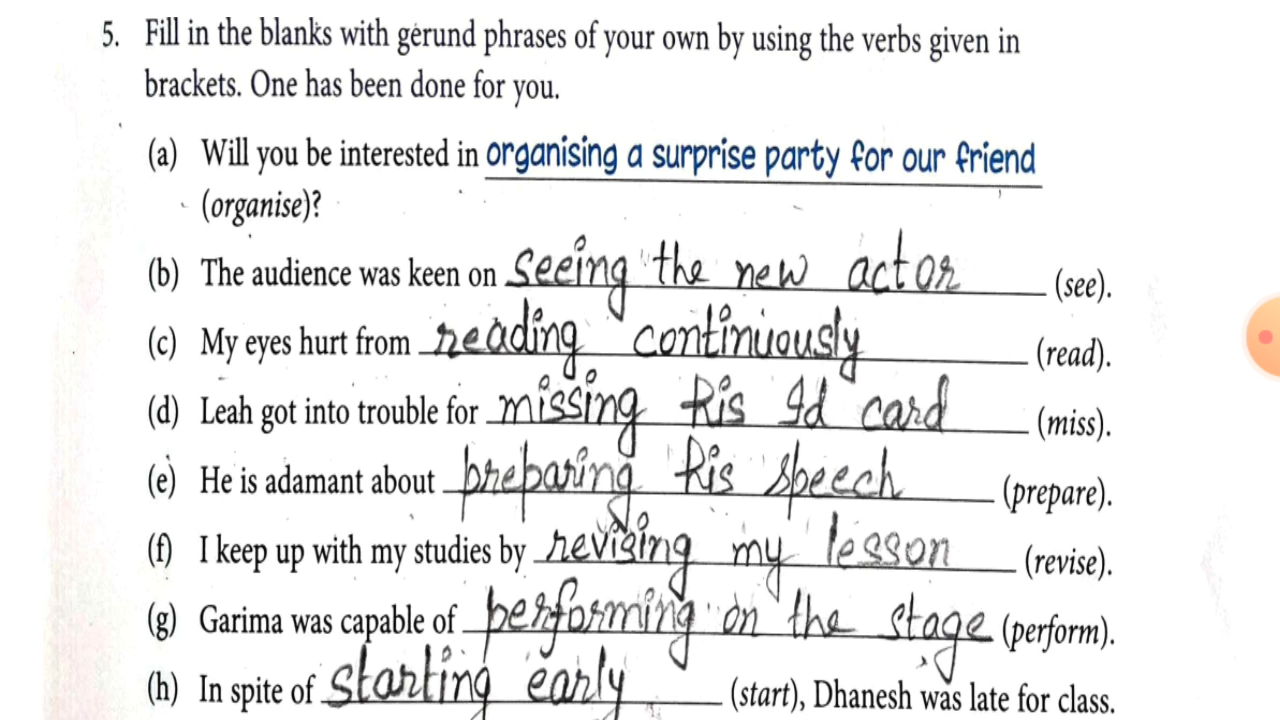 5. Fill in the blanks with gerund phrases of your own by using the verbs given in
brackets. One has been done for you.
(a) Will you be interested in organising a surprise party for our friend
(organise)?
(b) The audience was keen on seeing the new actor (see).
(c) My eyes hurt from reading continuously (read).
(d) Leah got into trouble for missing his Id card (miss).
(e) He is adamant about preparing his speech (prepare).
(f) I keep up with my studies by revising my lesson (revise).
(g) Garima was capable of performing on the stage (perform).
(h) In spite of starting early (start), Dhanesh was late for class.